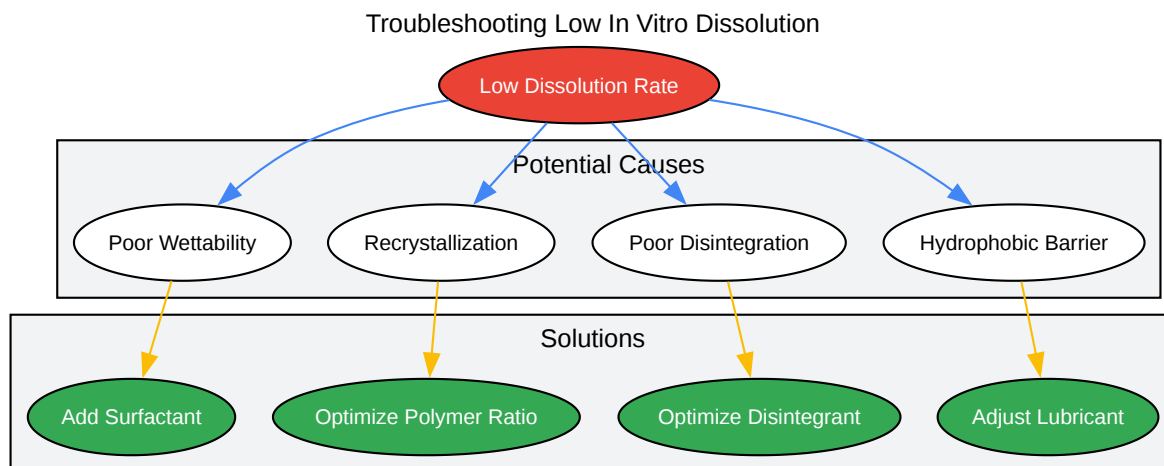 Troubleshooting Low In Vitro Dissolution
Low Dissolution Rate
Potential Causes
Poor Wettability
Recrystallization
Poor Disintegration
Hydrophobic Barrier
Solutions
Add Surfactant
Optimize Polymer Ratio
Optimize Disintegrant
Adjust Lubricant